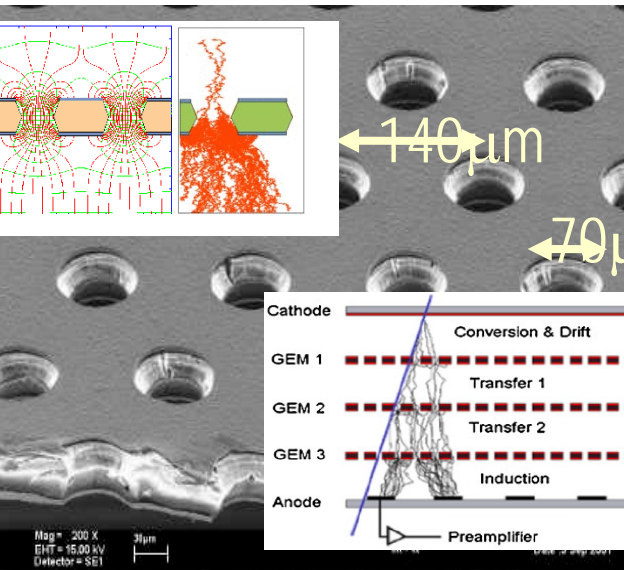 140µm
70µ
Cathode
Conversion & Drift
GEM 1
Transfer 1
GEM 2
Transfer 2
GEM 3
Induction
Anode
Preamplifier
Mag = 200 X
EHT = 15.00 kV
Detector = SE1
30µm